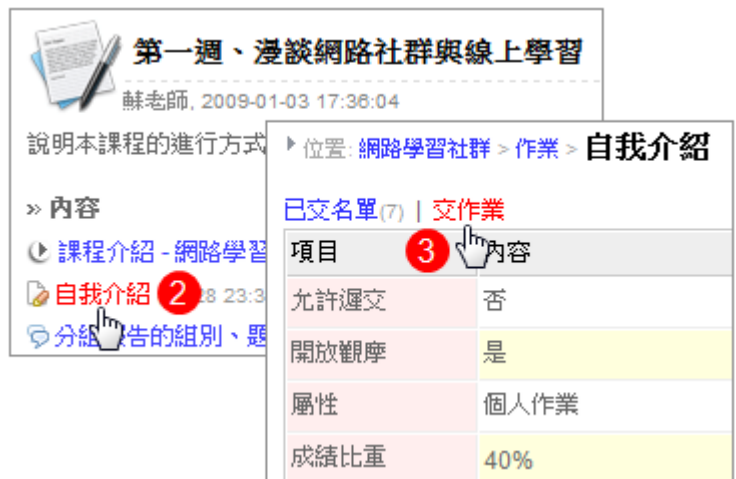 第一週、漫談網路社群與線上學習
蘇老師, 2009-01-03 17:36:04
說明本課程的進行方式
» 內容
課程介紹 - 網路學習
自我介紹 2 28 23:3
分組報告的組別、題
位置: 網路學習社群 > 作業 > 自我介紹
已交名單(7) | 交作業
項目 3 內容
允許遲交 否
開放觀摩 是
屬性 個人作業
成績比重 40%